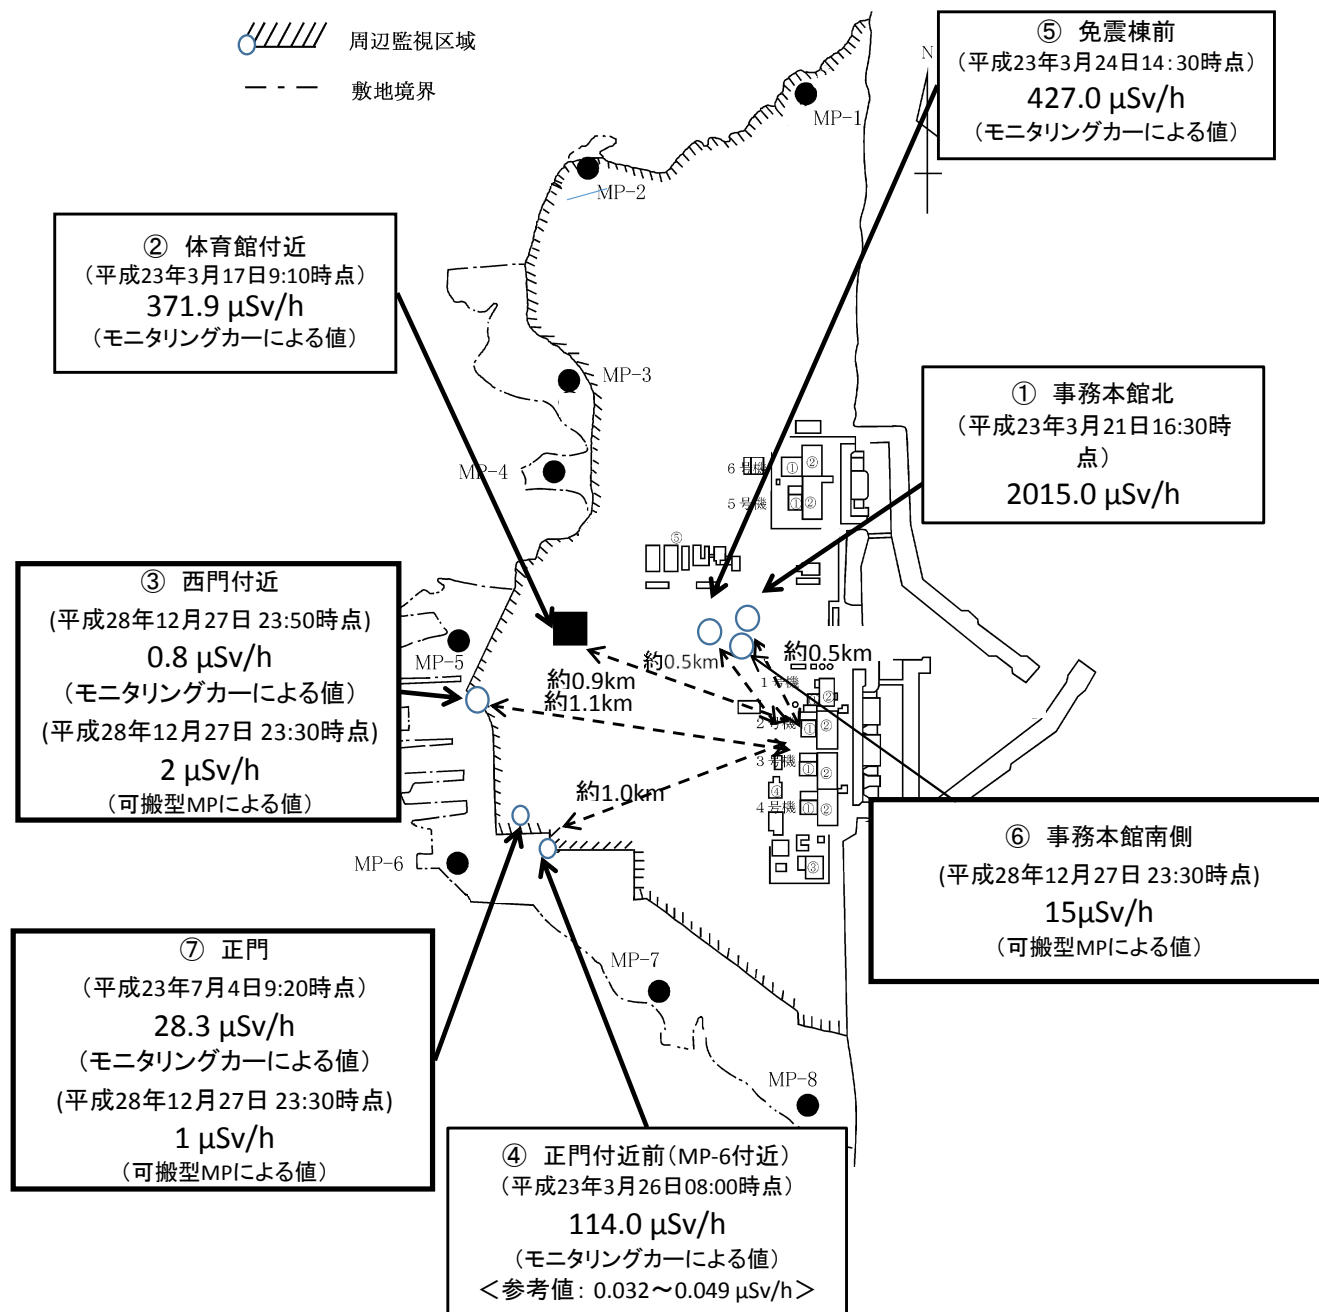 周辺監視区域
敷地境界
⑤ 免震棟前
(平成23年3月24日14:30時点)
427.0 μSv/h
(モニタリングカーによる値)
N
MP-1
MP-2
② 体育館付近
(平成23年3月17日9:10時点)
371.9 μSv/h
(モニタリングカーによる値)
MP-3
① 事務本館北
(平成23年3月21日16:30時
点)
2015.0 μSv/h
MP-4
6号機
①
②
5号機
①
②
⑤
③ 西門付近
(平成28年12月27日 23:50時点)
0.8 μSv/h
(モニタリングカーによる値)
(平成28年12月27日 23:30時点)
2 μSv/h
(可搬型MPによる値)
MP-5
約0.5km
約0.5km
約0.9km
約1.1km
1号機
②
2号機
①
②
3号機
①
②
約1.0km
④
4号機
①
②
③
MP-6
⑥ 事務本館南側
(平成28年12月27日 23:30時点)
15μSv/h
(可搬型MPによる値)
⑦ 正門
(平成23年7月4日9:20時点)
28.3 μSv/h
(モニタリングカーによる値)
(平成28年12月27日 23:30時点)
1 μSv/h
(可搬型MPによる値)
MP-7
MP-8
④ 正門付近前(MP-6付近)
(平成23年3月26日08:00時点)
114.0 μSv/h
(モニタリングカーによる値)
<参考値: 0.032～0.049 μSv/h>